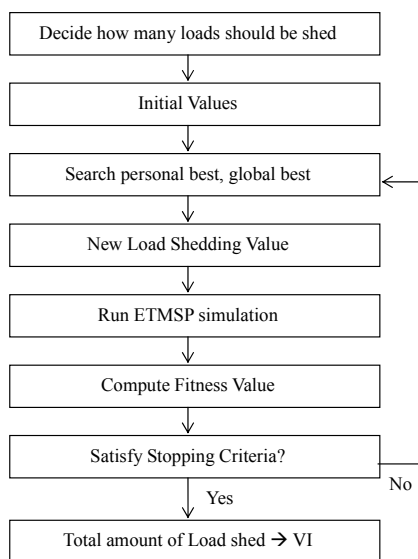 Decide how many loads should be shed
Initial Values
Search personal best, global best
New Load Shedding Value
Run ETMSP simulation
Compute Fitness Value
Satisfy Stopping Criteria?
No
Yes
Total amount of Load shed → VI